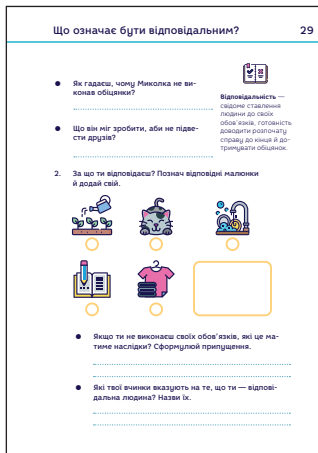 Що означає бути відповідальним?
29
● Як гадаєш, чому Миколка не ви-
конав обіцянки?
● Що він міг зробити, аби не підве-
сти друзів?
Відповідальність —
свідоме ставлення
людини до своїх
обов'язків, готовність
доводити розпочату
справу до кінця й до-
тримувати обіцянок.
2. За що ти відповідаєш? Познач відповідні малюнки
й додай свій.
● Якщо ти не виконаєш своїх обов'язків, які це ма-
тиме наслідки? Сформулюй припущення.
● Які твої вчинки вказують на те, що ти — відпові-
дальна людина? Назви їх.